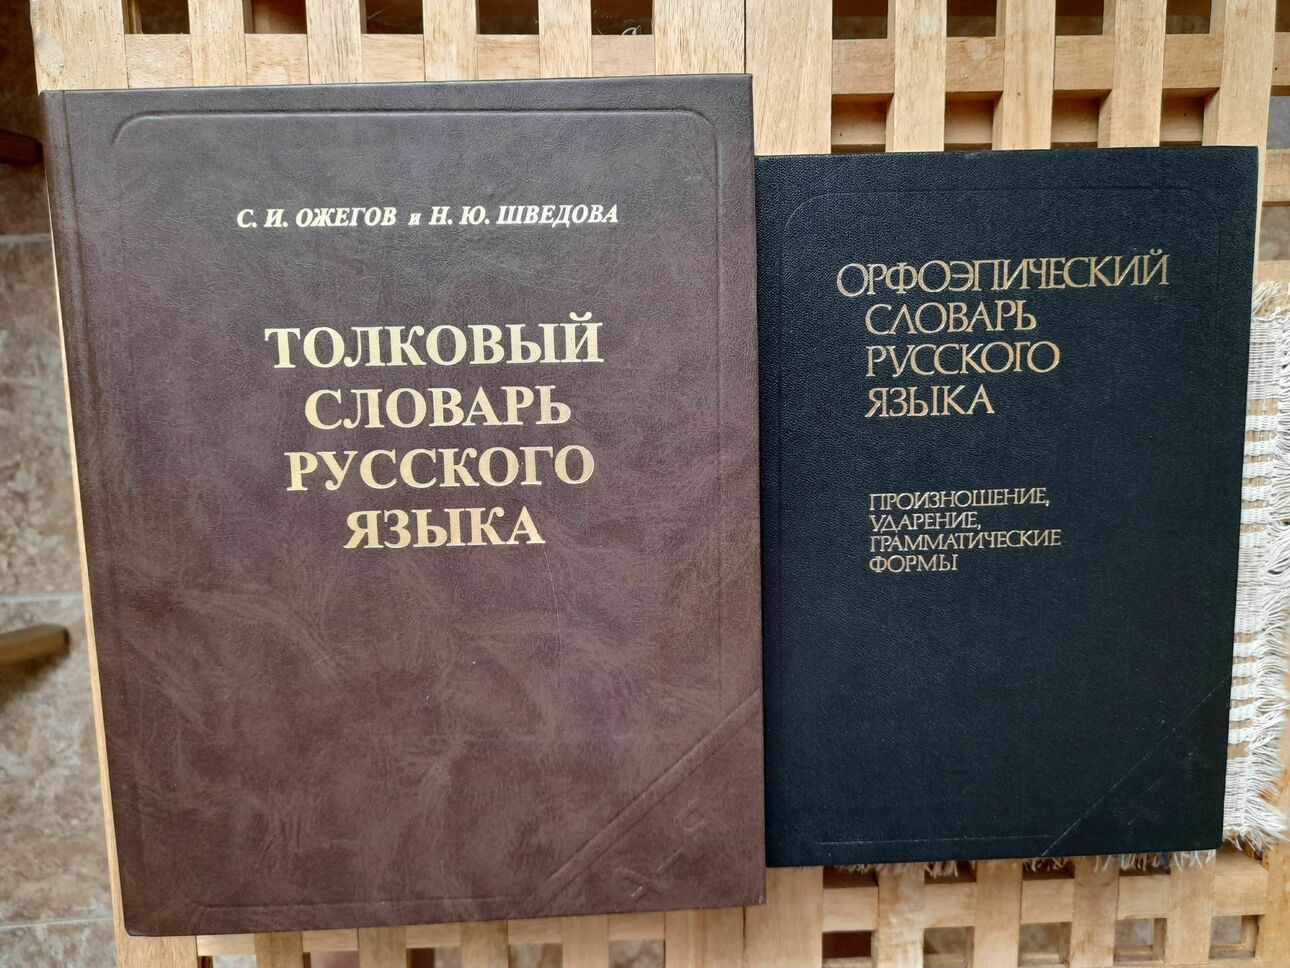 С. И. ОЖЕГОВ и Н. Ю. ШВЕДОВА
ТОЛКОВЫЙ
СЛОВАРЬ
РУССКОГО
ЯЗЫКА
ОРФОЭПИЧЕСКИЙ
СЛОВАРЬ
РУССКОГО
ЯЗЫКА
ПРОИЗНОШЕНИЕ,
УДАРЕНИЕ,
ГРАММАТИЧЕСКИЕ
ФОРМЫ